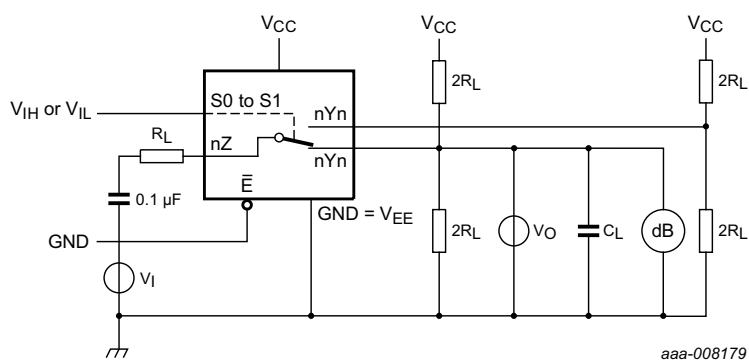 VCC
VCC
VCC
2RL
2RL
VIH or VIL
S0 to S1
nYn
RL
nZ
nYn
0.1 µF
E̅
GND = VEE
GND
2RL
VO
CL
dB
2RL
VI
aaa-008179